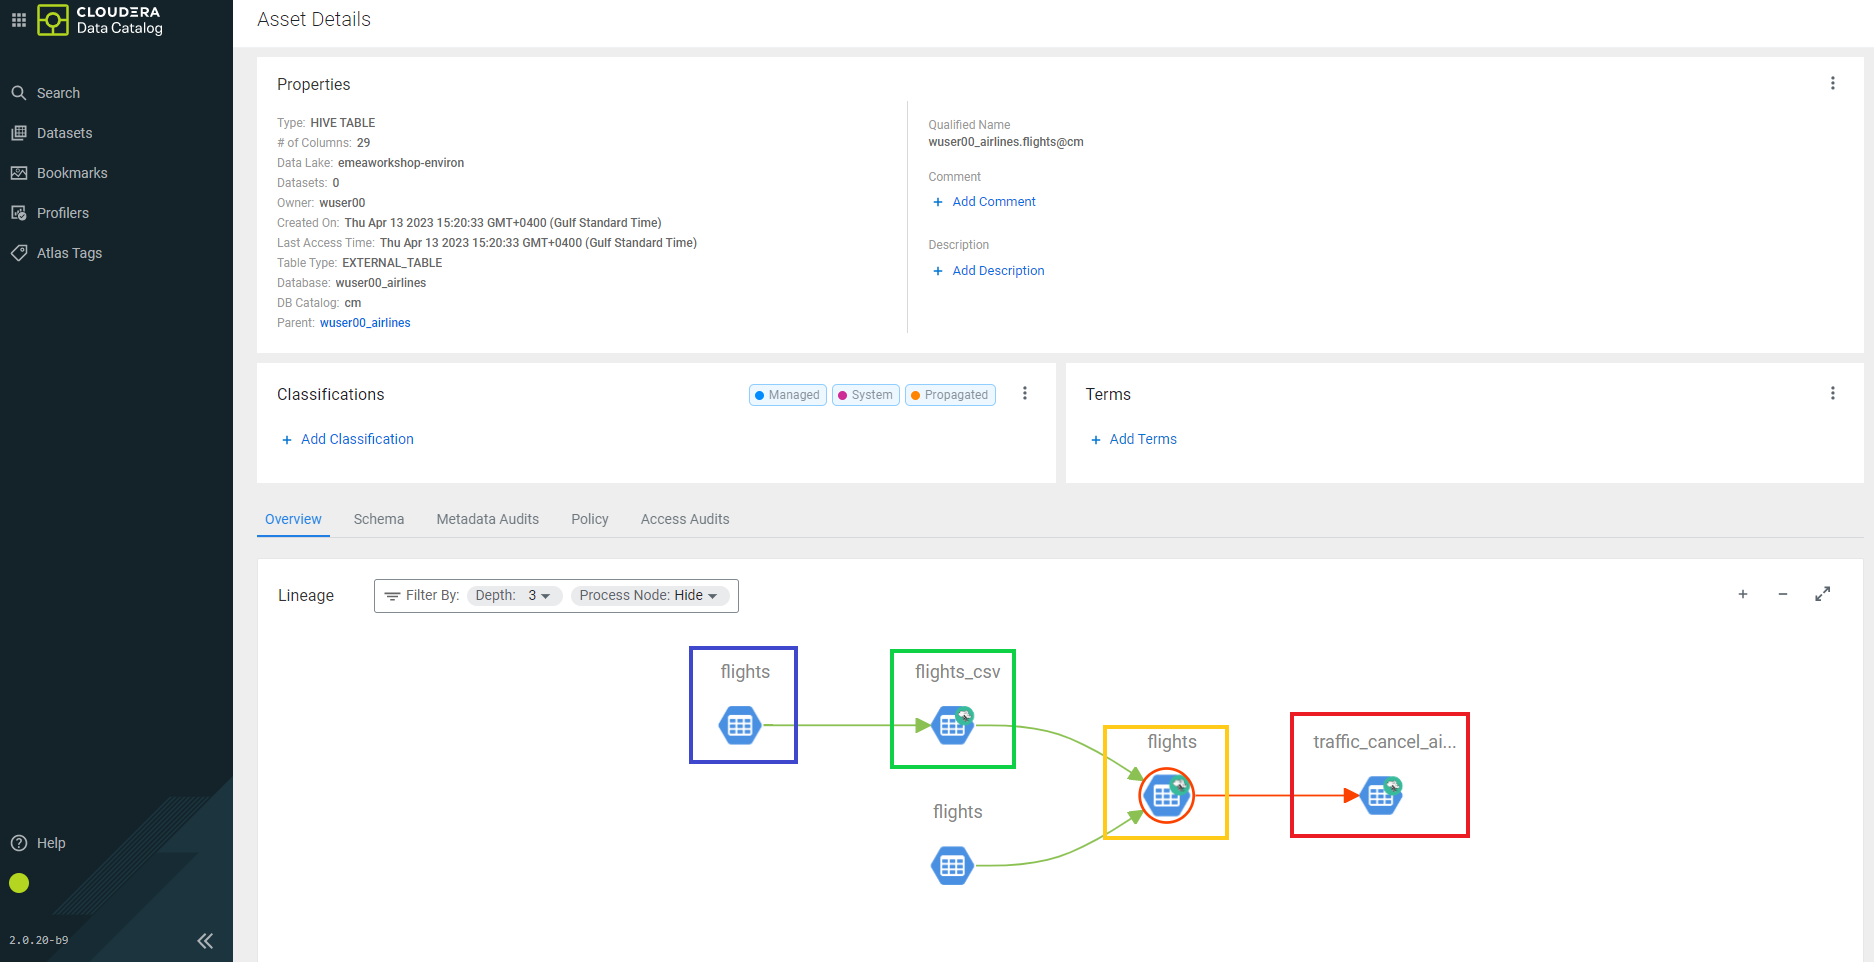 CLOUDERA
Data Catalog
Asset Details
Search
Datasets
Bookmarks
Profilers
Atlas Tags
Help
2.0.20-b9
Properties
Type: HIVE TABLE
# of Columns: 29
Data Lake: emeaworkshop-environ
Datasets: 0
Owner: wuser00
Created On: Thu Apr 13 2023 15:20:33 GMT+0400 (Gulf Standard Time)
Last Access Time: Thu Apr 13 2023 15:20:33 GMT+0400 (Gulf Standard Time)
Table Type: EXTERNAL_TABLE
Database: wuser00_airlines
DB Catalog: cm
Parent: wuser00_airlines
Qualified Name
wuser00_airlines.flights@cm
Comment
+ Add Comment
Description
+ Add Description
Classifications
Managed
System
Propagated
+ Add Classification
Terms
+ Add Terms
Overview
Schema
Metadata Audits
Policy
Access Audits
Lineage
Filter By: Depth: 3 Process Node: Hide
flights
flights_csv
flights
traffic_cancel_ai...
flights